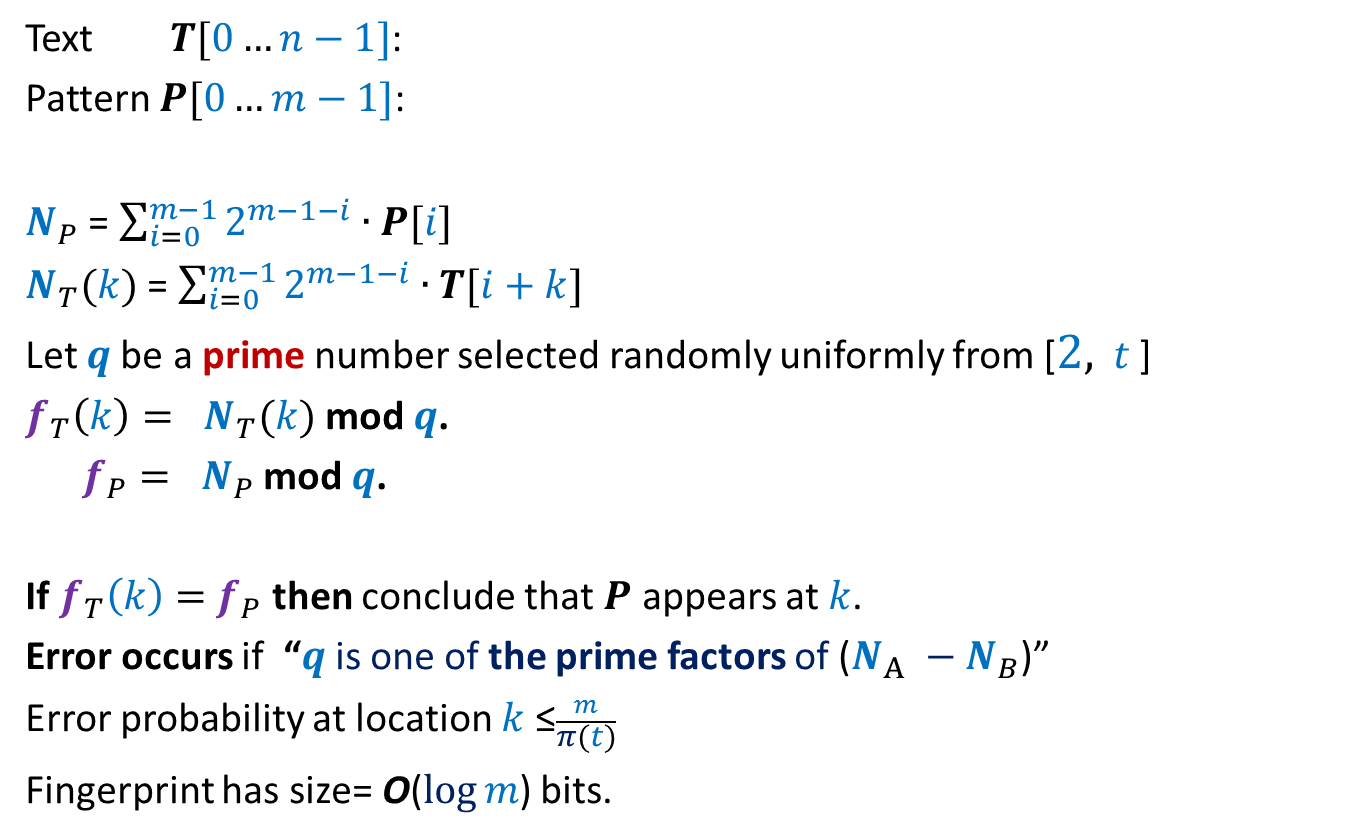 Text T[0 … n − 1]:
Pattern P[0 … m − 1]:
N_P = ∑_{i=0}^{m−1} 2^{m−1−i} · P[i]
N_T(k) = ∑_{i=0}^{m−1} 2^{m−1−i} · T[i + k]
Let q be a prime number selected randomly uniformly from [2, t ]
f_T(k) = N_T(k) mod q.
f_P = N_P mod q.
If f_T(k) = f_P then conclude that P appears at k.
Error occurs if “q is one of the prime factors of (N_A − N_B)”
Error probability at location k ≤ m/π(t)
Fingerprint has size= O(log m) bits.